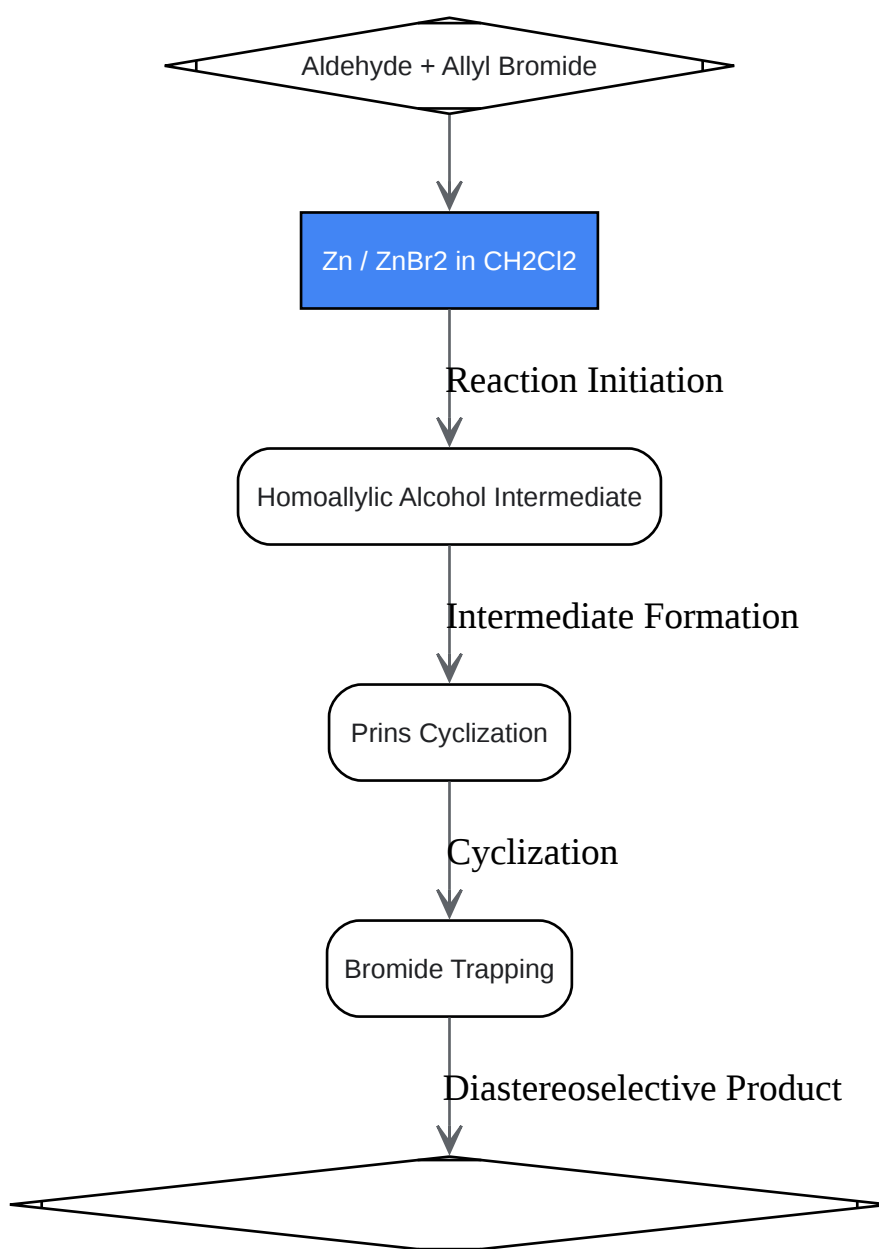 Aldehyde + Allyl Bromide
Zn / ZnBr2 in CH2Cl2
Reaction Initiation
Homoallylic Alcohol Intermediate
Intermediate Formation
Prins Cyclization
Cyclization
Bromide Trapping
Diastereoselective Product